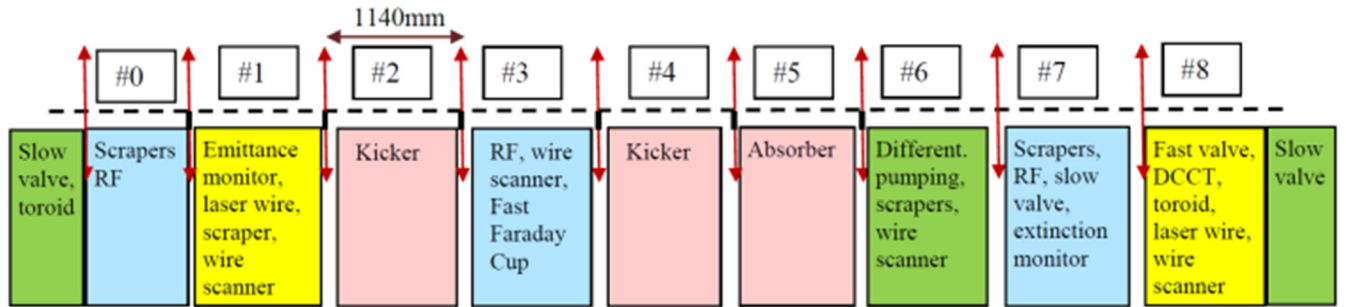 1140mm
#0
#1
#2
#3
#4
#5
#6
#7
#8
Slow
valve,
toroid
Scrapers
RF
Emittance
monitor,
laser wire,
scraper,
wire
scanner
Kicker
RF, wire
scanner,
Fast
Faraday
Cup
Kicker
Absorber
Different.
pumping,
scrapers,
wire
scanner
Scrapers,
RF, slow
valve,
extinction
monitor
Fast valve,
DCCT,
toroid,
laser wire,
wire
scanner
Slow
valve